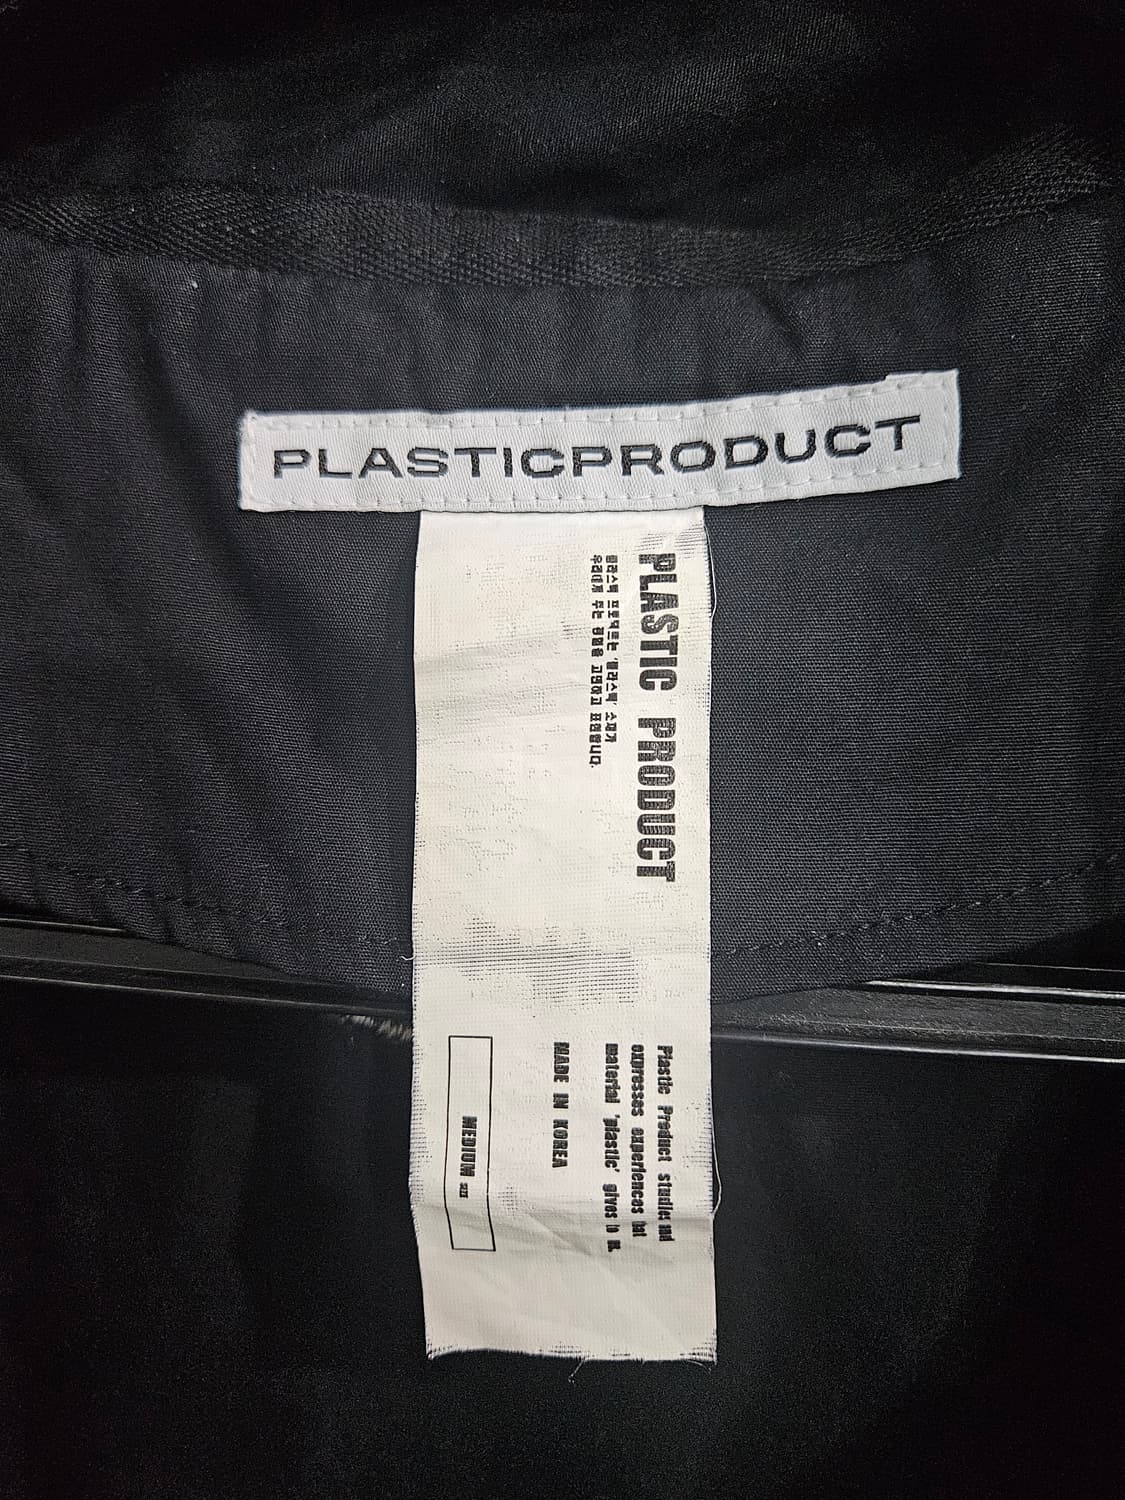 PLASTICPRODUCT
PLASTIC PRODUCT
플라스틱 프로덕트는 '플라스틱' 소재가
우리에게 주는 경험을 고민하고 표현합니다.
Plastic Product studies and
expresses experiences that
material 'plastic' gives to us.
MADE IN KOREA
MEDIUM